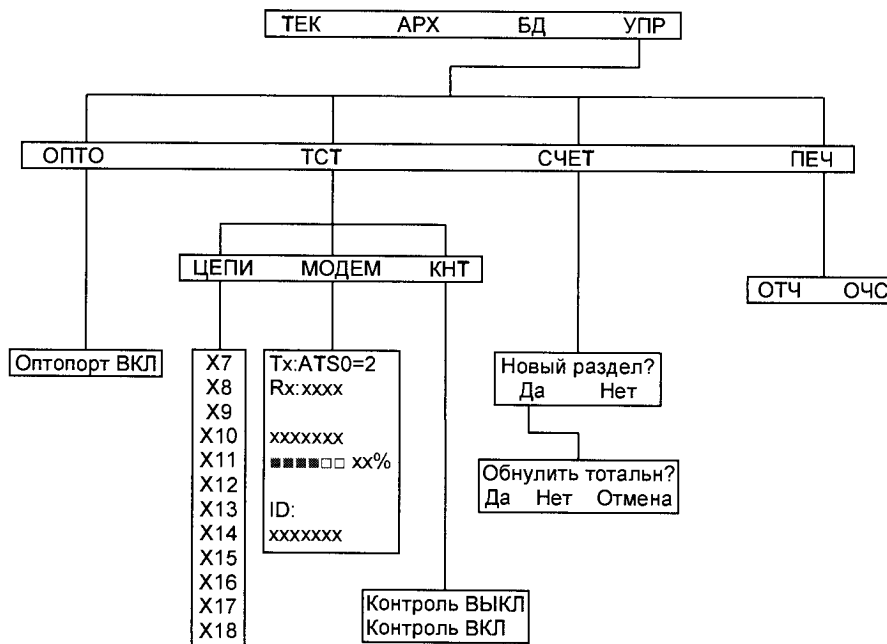 ТЕК АРХ БД УПР
ОПТО ТСТ СЧЕТ ПЕЧ
ЦЕПИ МОДЕМ КНТ
ОТЧ ОЧС
Оптопорт ВКЛ
X7
X8
X9
X10
X11
X12
X13
X14
X15
X16
X17
X18
Tx:ATS0=2
Rx:xxxx
xxxxxxx
■■■■□□ xx%
ID:
xxxxxxx
Контроль ВЫКЛ
Контроль ВКЛ
Новый раздел?
Да Нет
Обнулить тотальн?
Да Нет Отмена